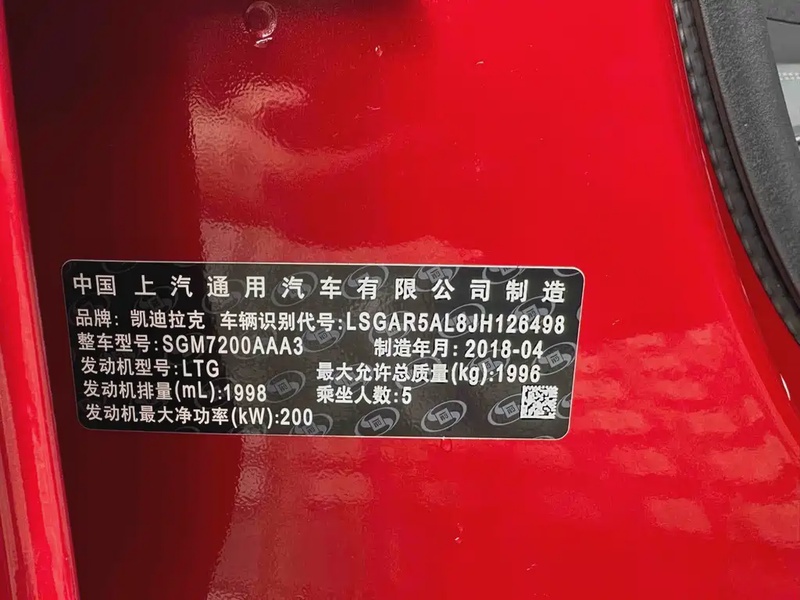 中国 上汽通用汽车有限公司制造
品牌: 凯迪拉克 车辆识别代号:LSGAR5AL8JH126498
整车型号:SGM7200AAA3 制造年月: 2018-04
发动机型号:LTG 最大允许总质量(kg):1996
发动机排量(mL):1998 乘坐人数:5
发动机最大净功率(kW):200